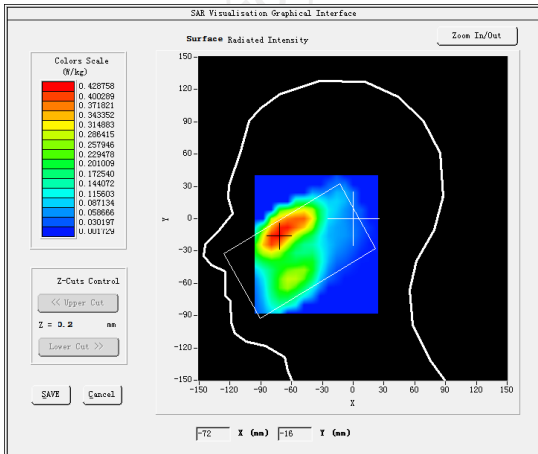 SAR Visualisation Graphical Interface
Surface Radiated Intensity
Zoom In/Out
Colors Scale
(W/kg)
0.428758
0.400289
0.371821
0.343352
0.314883
0.286415
0.257946
0.229478
0.201009
0.172540
0.144072
0.115603
0.087134
0.058666
0.030197
0.001729
Z-Cuts Control
<< Upper Cut
Z = 0.2 mm
Lower Cut >>
SAVE Cancel
150
120
90
60
30
0
-30
-60
-90
-120
-150
Y
-150 -120 -90 -60 -30 0 30 60 90 120 150
X
-72 X (mm) -16 Y (mm)